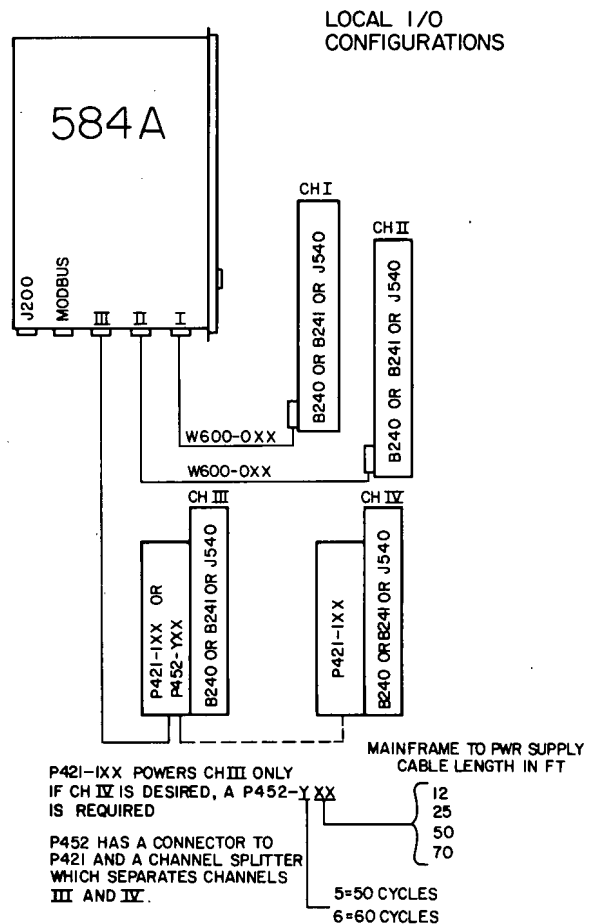 LOCAL I/O
CONFIGURATIONS
584A
J200
MODBUS
III
II
I
CH I
B240 OR B241 OR J540
CH II
B240 OR B241 OR J540
W600-0XX
W600-0XX
CH III
P421-1XX OR
P452-YXX
B240 OR B241 OR J540
CH IV
P421-1XX
B240 OR B241 OR J540
MAINFRAME TO PWR SUPPLY
CABLE LENGTH IN FT
P421-1XX POWERS CH III ONLY
IF CH IV IS DESIRED, A P452-Y XX
IS REQUIRED
12
25
50
70
P452 HAS A CONNECTOR TO
P421 AND A CHANNEL SPLITTER
WHICH SEPARATES CHANNELS
III AND IV.
5=50 CYCLES
6=60 CYCLES